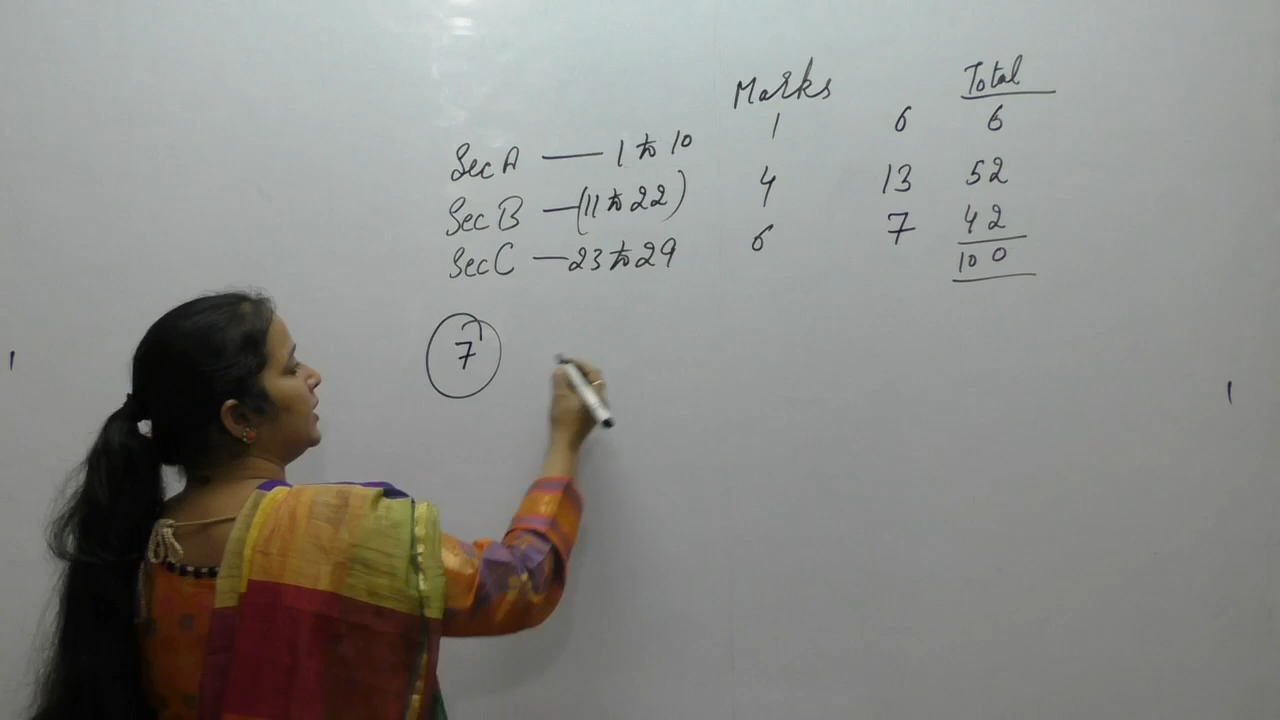 Marks Total
Sec A — 1 to 10 1 6 6
Sec B — (11 to 22) 4 13 52
Sec C — 23 to 29 6 7 42
100
7